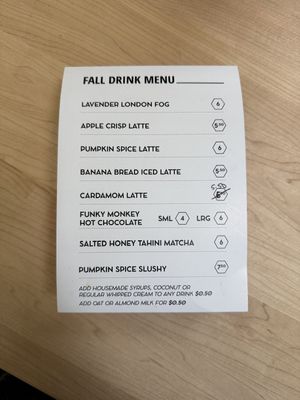 FALL DRINK MENU
LAVENDER LONDON FOG 6
APPLE CRISP LATTE 5.50
PUMPKIN SPICE LATTE 6
BANANA BREAD ICED LATTE 5.50
5.50
CARDAMOM LATTE
FUNKY MONKEY
HOT CHOCOLATE SML 4 LRG 6
SALTED HONEY TAHINI MATCHA 6
PUMPKIN SPICE SLUSHY 7.50
ADD HOUSEMADE SYRUPS, COCONUT OR
REGULAR WHIPPED CREAM TO ANY DRINK $0.50
ADD OAT OR ALMOND MILK FOR $0.50